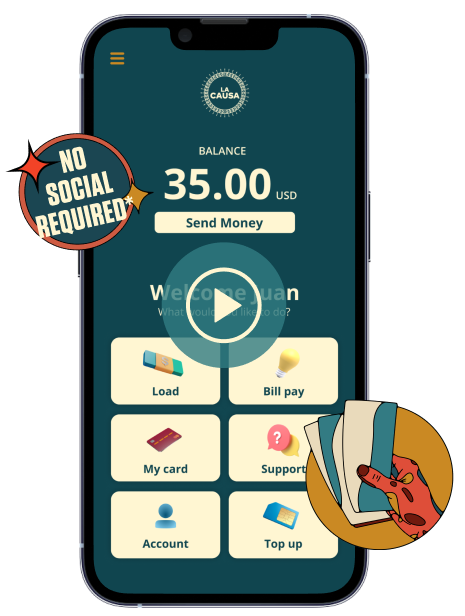 LA
CAUSA
BALANCE
35.00 USD
Send Money
NO
SOCIAL
REQUIRED*
Welcome Juan
What would you like to do?
Load
Bill pay
My card
Support
Account
Top up